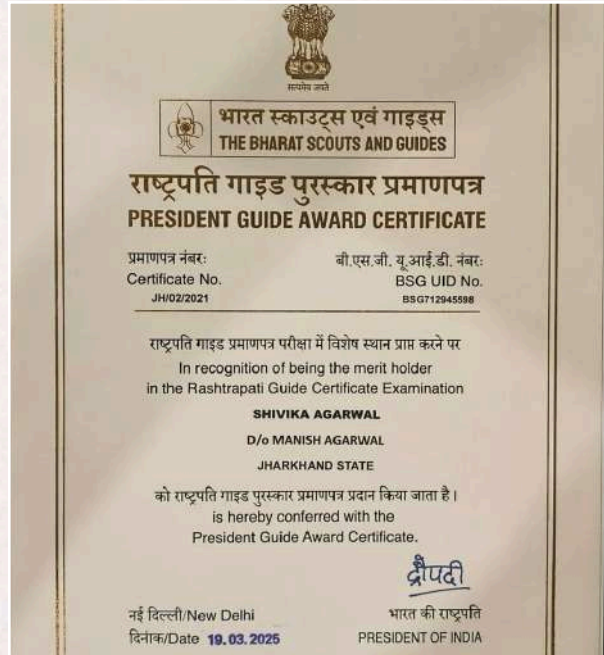 सत्यमेव जयते
भारत स्काउट्स एवं गाइड्स
THE BHARAT SCOUTS AND GUIDES
राष्ट्रपति गाइड पुरस्कार प्रमाणपत्र
PRESIDENT GUIDE AWARD CERTIFICATE
प्रमाणपत्र नंबरः बी.एस.जी. यू.आई.डी. नंबरः
Certificate No. BSG UID No.
JH/02/2021 BSG712945598
राष्ट्रपति गाइड प्रमाणपत्र परीक्षा में विशेष स्थान प्राप्त करने पर
In recognition of being the merit holder
in the Rashtrapati Guide Certificate Examination
SHIVIKA AGARWAL
D/o MANISH AGARWAL
JHARKHAND STATE
को राष्ट्रपति गाइड पुरस्कार प्रमाणपत्र प्रदान किया जाता है।
is hereby conferred with the
President Guide Award Certificate.
द्रौपदी
नई दिल्ली/New Delhi भारत की राष्ट्रपति
दिनांक/Date 19.03.2025 PRESIDENT OF INDIA